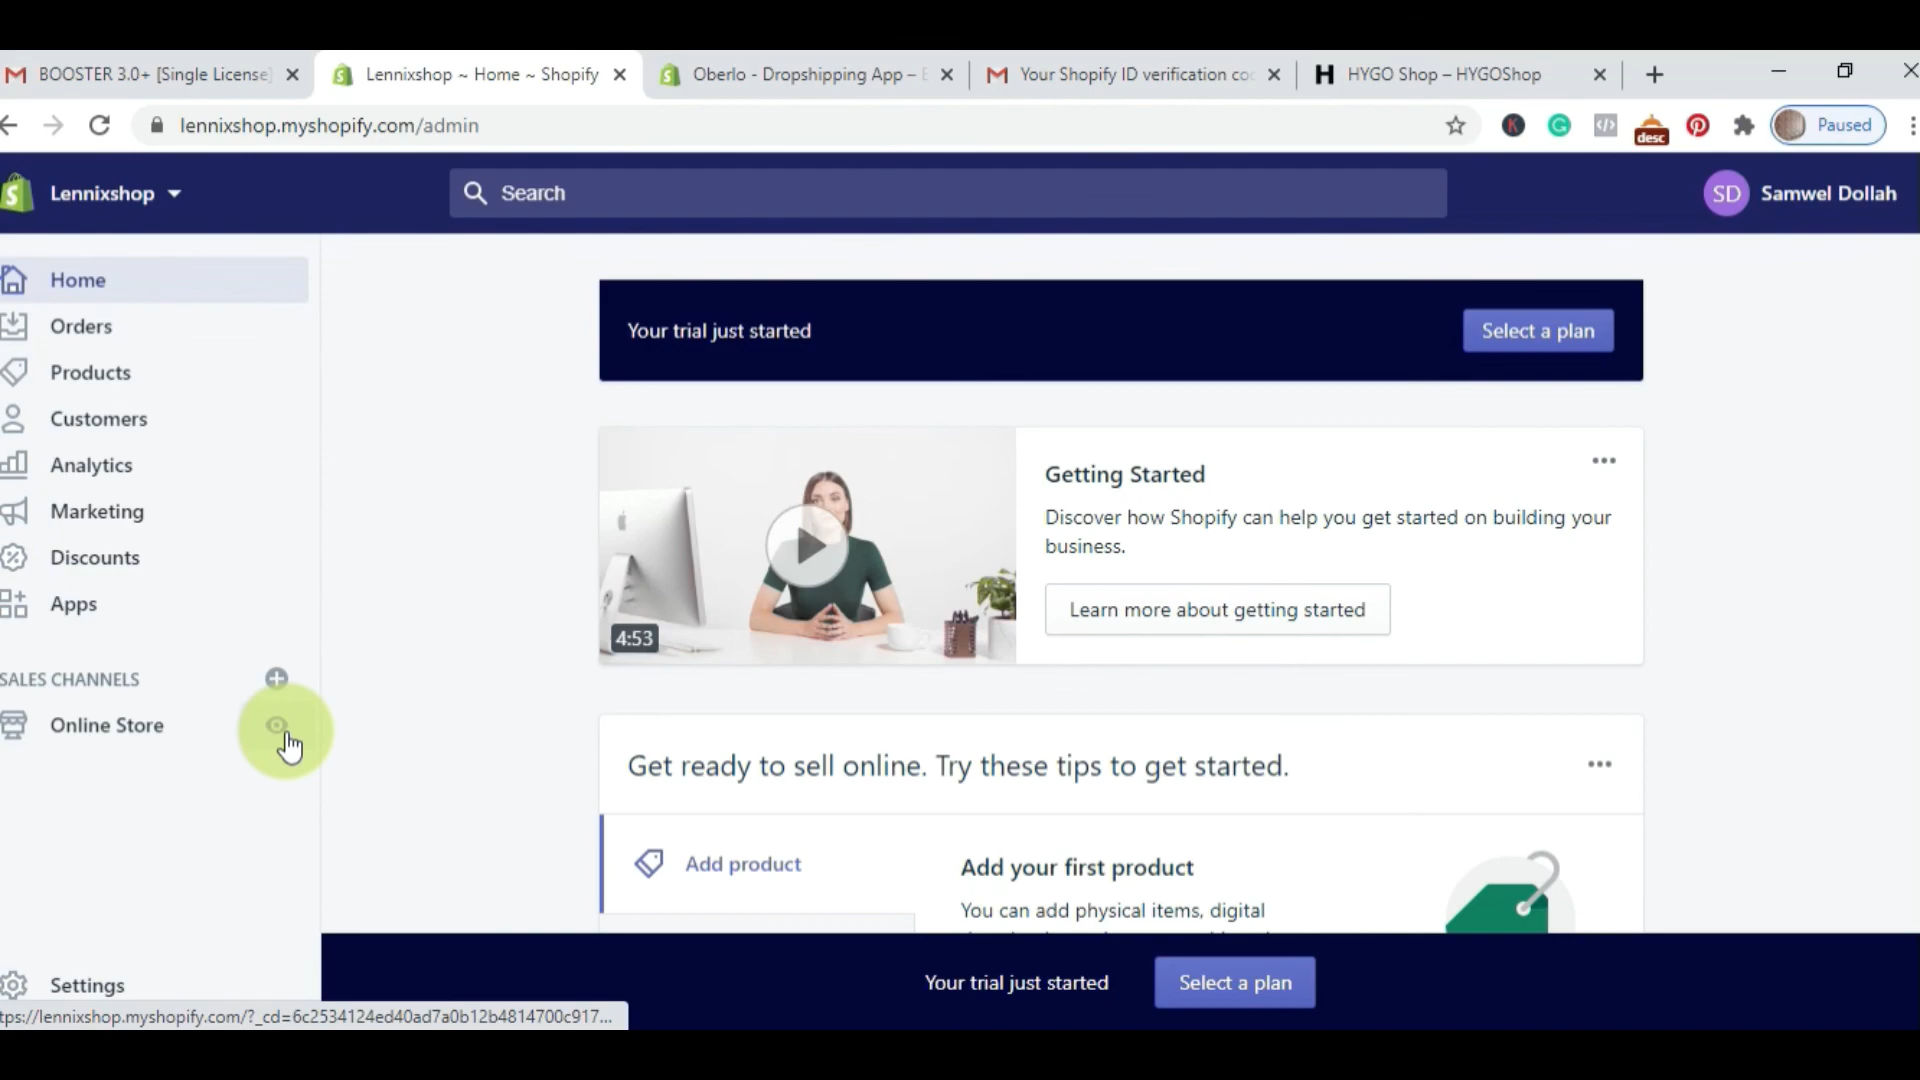 BOOSTER 3.0+ [Single License]
Lennixshop ~ Home ~ Shopify
Oberlo - Dropshipping App –
Your Shopify ID verification
HYGO Shop – HYGOShop
lennixshop.myshopify.com/admin
desc
Paused
Lennixshop
Search
SD
Samwel Dollah
Home
Orders
Products
Customers
Analytics
Marketing
Discounts
Apps
SALES CHANNELS
Online Store
Settings
Your trial just started
Select a plan
4:53
Getting Started
Discover how Shopify can help you get started on building your
business.
Learn more about getting started
Get ready to sell online. Try these tips to get started.
Add product
Add your first product
You can add physical items, digital
Your trial just started
Select a plan
tps://lennixshop.myshopify.com/?_cd=6c2534124ed40ad7a0b12b4814700c917...